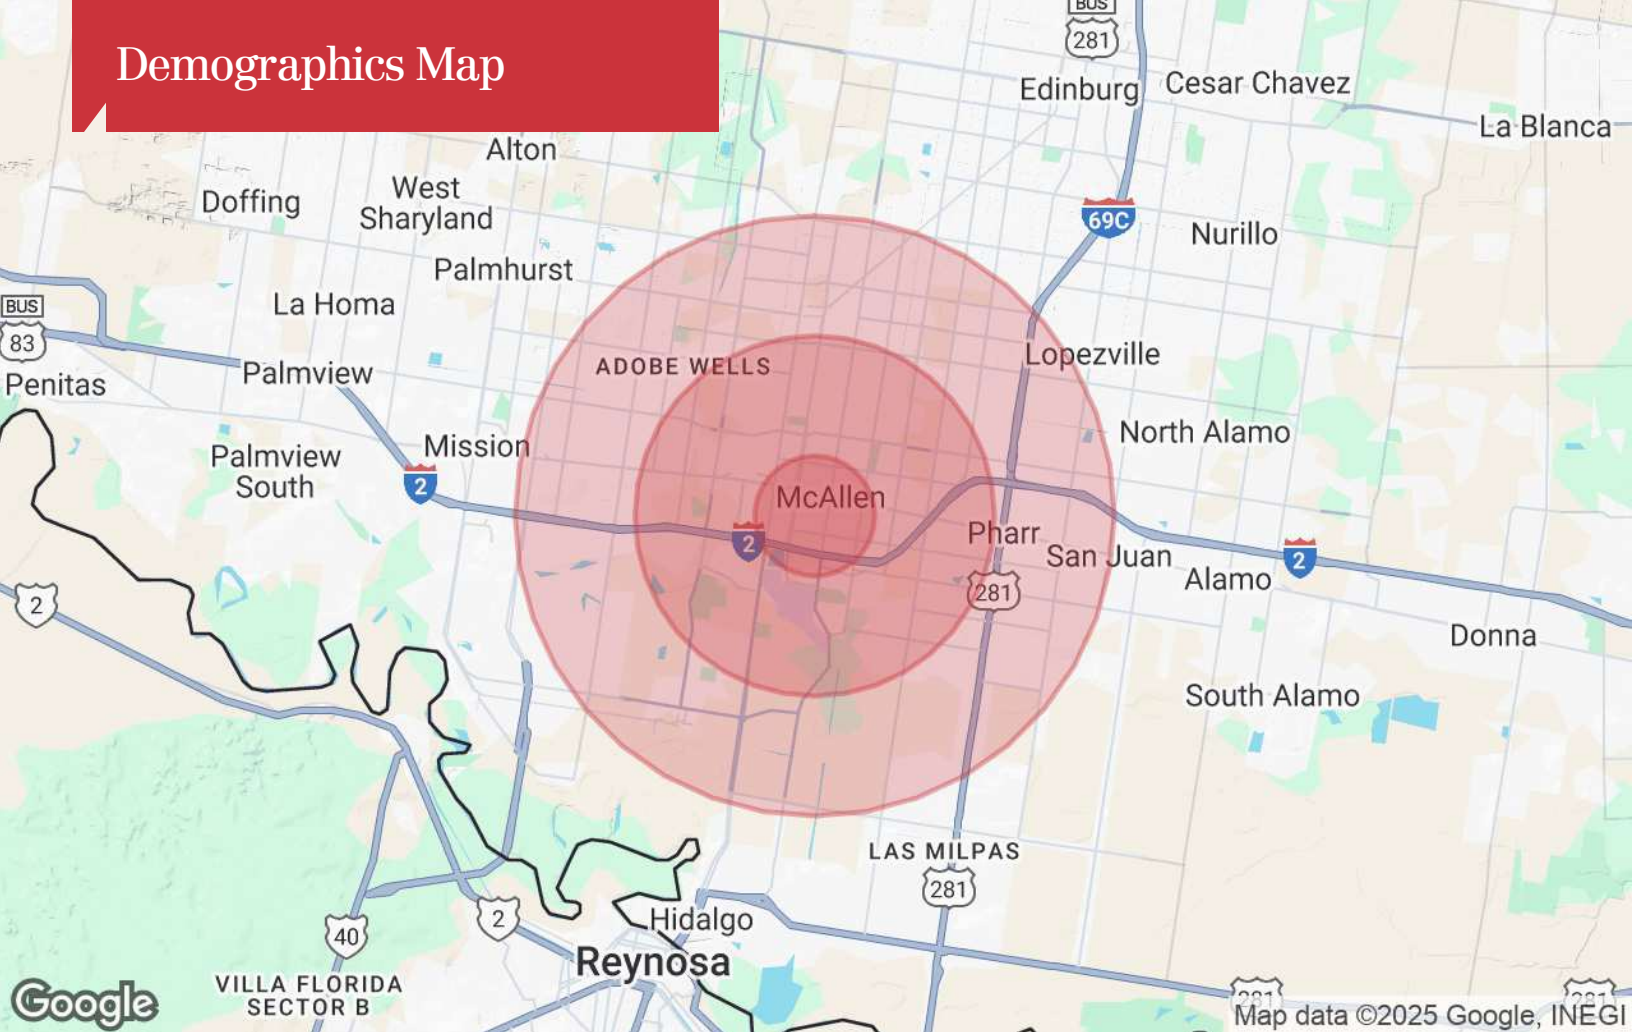 Demographics Map
BUS
281
Edinburg
Cesar Chavez
La Blanca
Alton
West
Sharyland
Doffing
69C
Nurillo
Palmhurst
La Homa
BUS
83
Lopezville
ADOBE WELLS
Palmview
Penitas
North Alamo
Mission
Palmview
South
2
McAllen
2
Pharr
San Juan
2
Alamo
281
2
Donna
South Alamo
LAS MILPAS
281
2
Hidalgo
40
Reynosa
VILLA FLORIDA
SECTOR B
281
281
Google
Map data ©2025 Google, INEGI